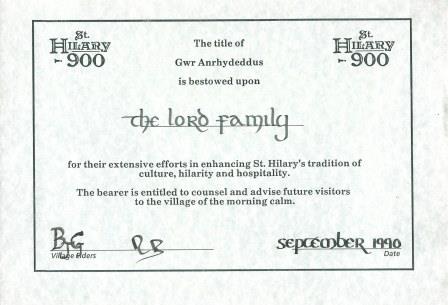 St.
HILARY
900
St.
HILARY
900
The title of
Gwr Anrhydeddus
is bestowed upon
the lord family
for their extensive efforts in enhancing St. Hilary's tradition of
culture, hilarity and hospitality.
The bearer is entitled to counsel and advise future visitors
to the village of the morning calm.
BJG RB
Village Elders
september 1990
Date